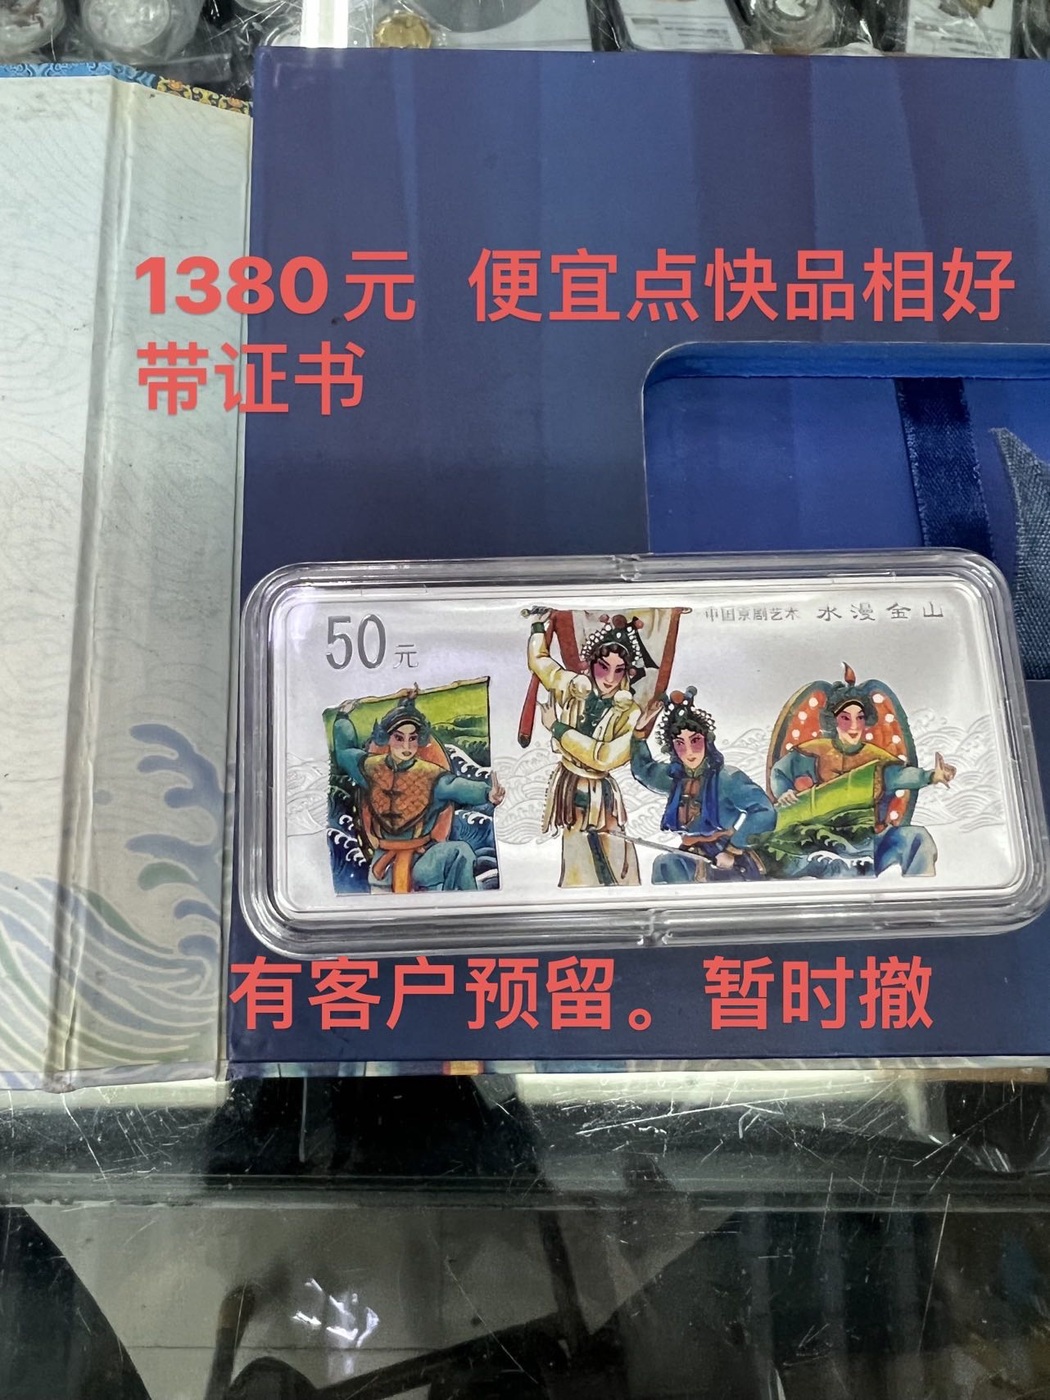 1380元 便宜点快品相好
带证书
50元
中国京剧艺术 水漫金山
有客户预留。暂时撤